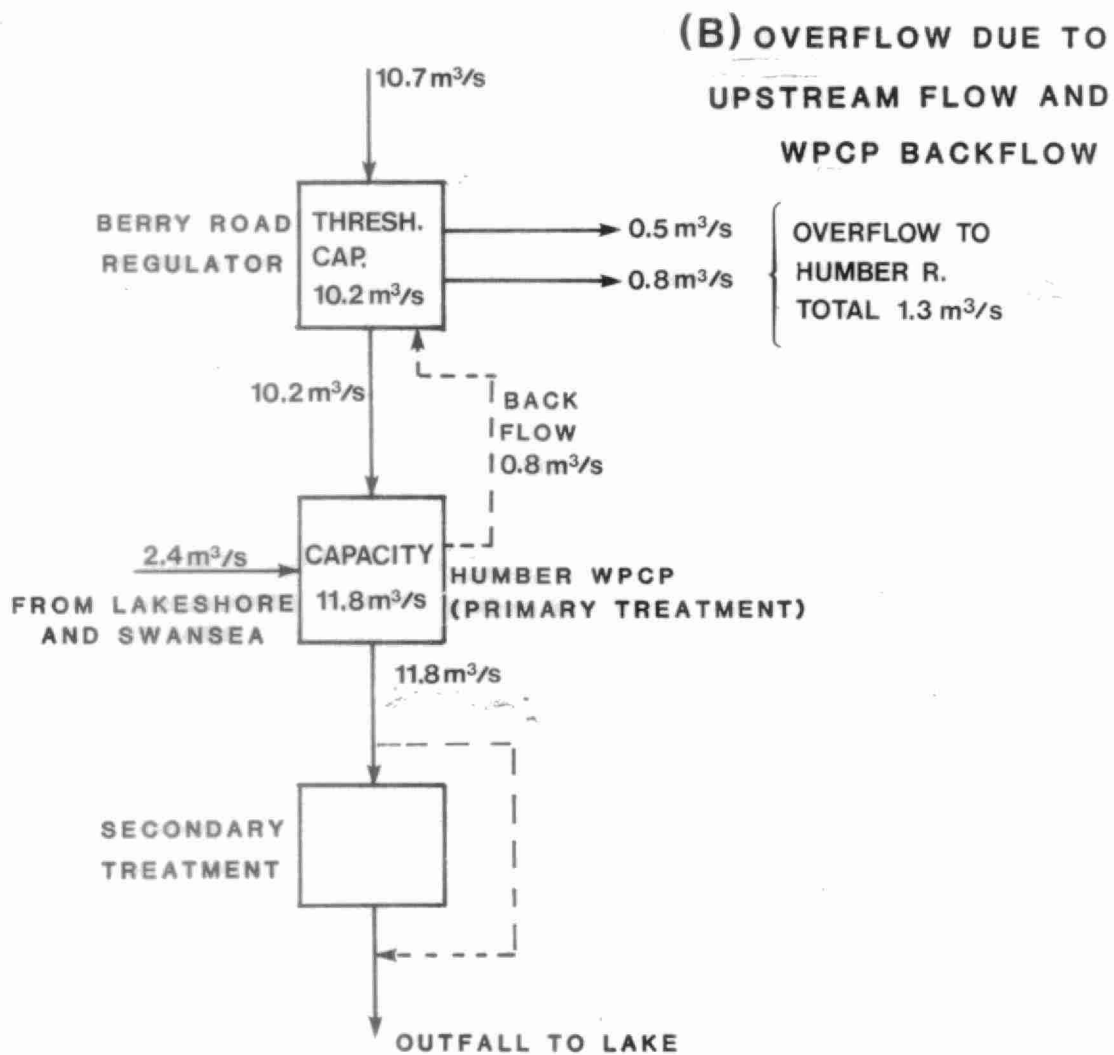 (B) OVERFLOW DUE TO
UPSTREAM FLOW AND
WPCP BACKFLOW
10.7 m³/s
BERRY ROAD
REGULATOR
THRESH.
CAP.
10.2 m³/s
0.5 m³/s
0.8 m³/s
OVERFLOW TO
HUMBER R.
TOTAL 1.3 m³/s
10.2 m³/s
BACK
FLOW
0.8 m³/s
2.4 m³/s
FROM LAKESHORE
AND SWANSEA
CAPACITY
11.8 m³/s
HUMBER WPCP
(PRIMARY TREATMENT)
11.8 m³/s
SECONDARY
TREATMENT
OUTFALL TO LAKE